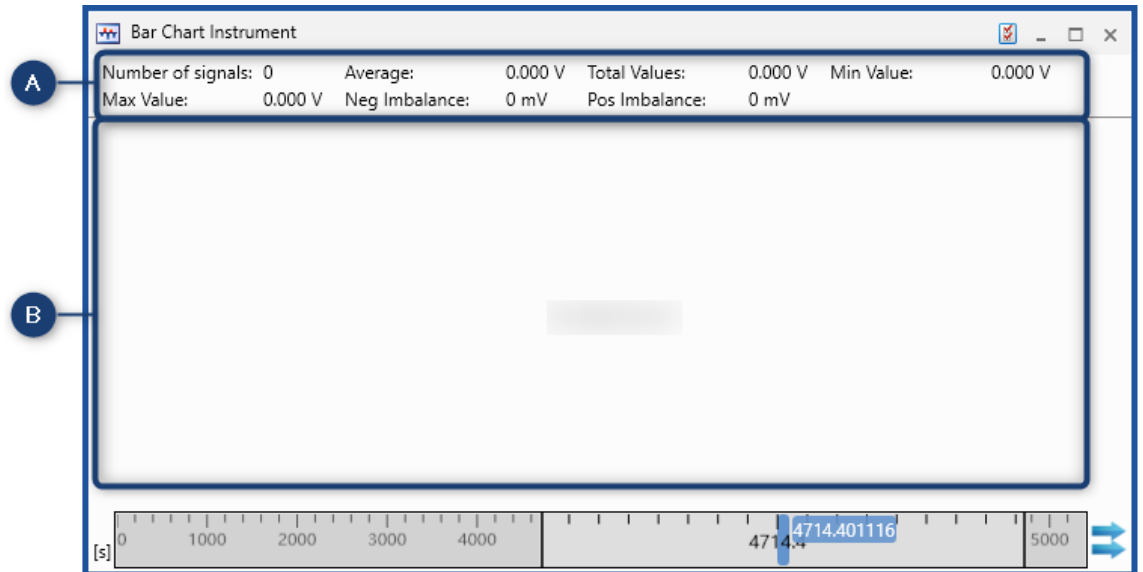 Bar Chart Instrument
A
Number of signals: 0 Average: 0.000 V Total Values: 0.000 V Min Value: 0.000 V
Max Value: 0.000 V Neg Imbalance: 0 mV Pos Imbalance: 0 mV
B
4714.401116
[s] 0 1000 2000 3000 4000 4714.4 5000